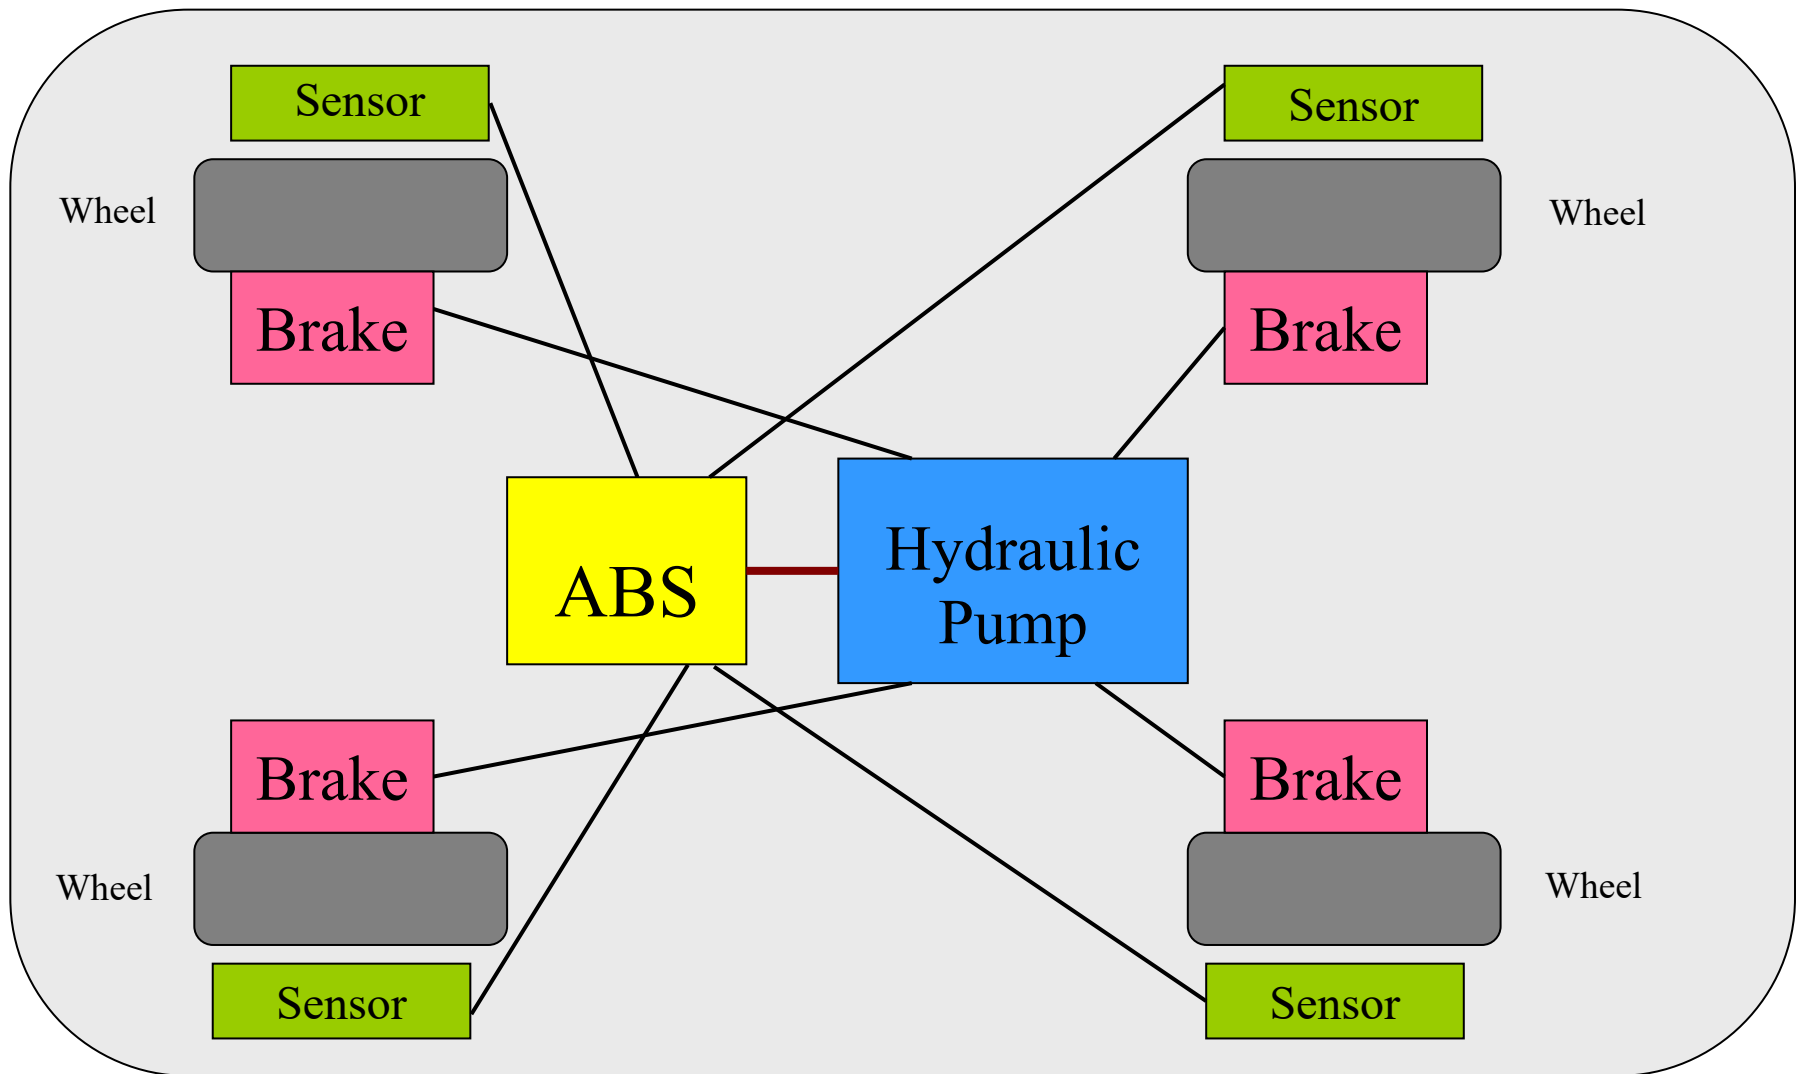 Sensor
Sensor
Wheel
Wheel
Brake
Brake
ABS
Hydraulic
Pump
Brake
Brake
Wheel
Wheel
Sensor
Sensor